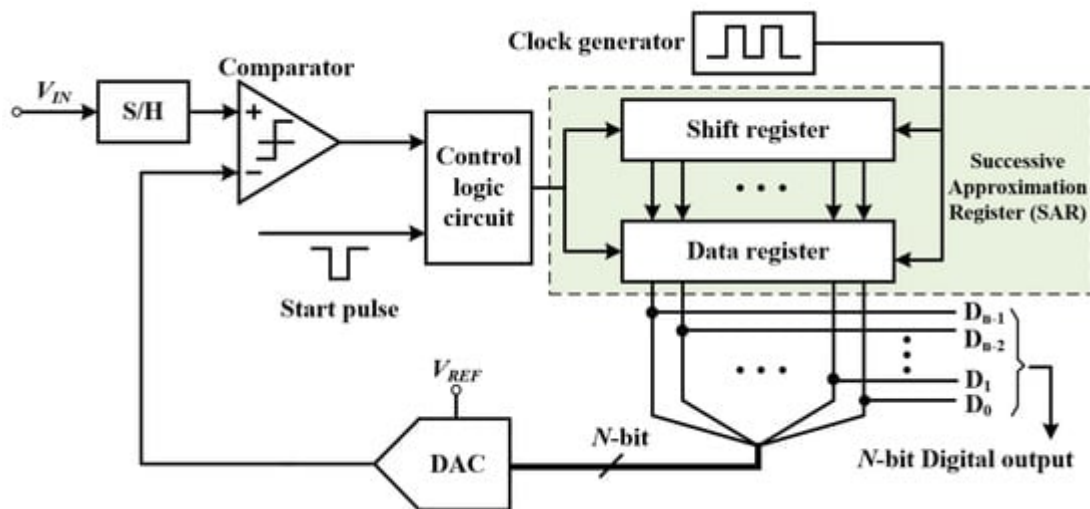 Clock generator
Comparator
V_IN
S/H
+
−
Control
logic
circuit
Shift register
Successive
Approximation
Register (SAR)
Data register
Start pulse
D_n-1
D_n-2
D_1
D_0
V_REF
N-bit
DAC
N-bit Digital output